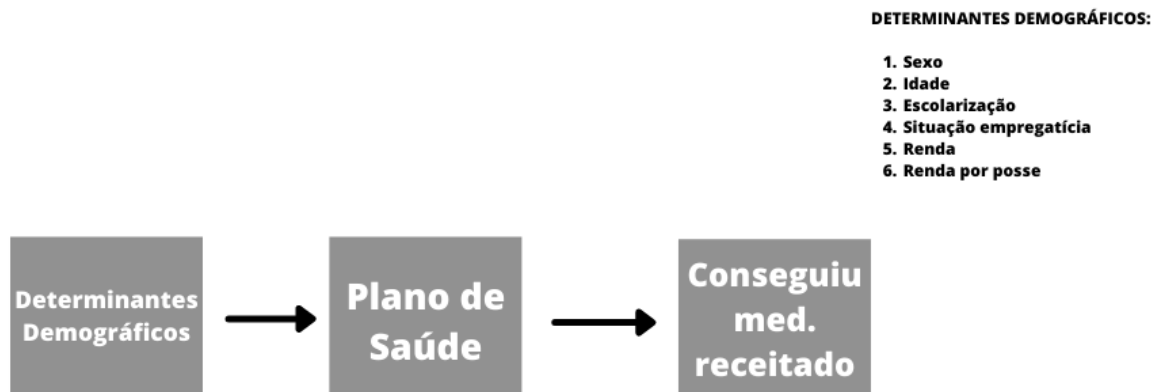 DETERMINANTES DEMOGRÁFICOS:
1. Sexo
2. Idade
3. Escolarização
4. Situação empregatícia
5. Renda
6. Renda por posse
Determinantes
Demográficos
Plano de
Saúde
Conseguiu
med.
receitado